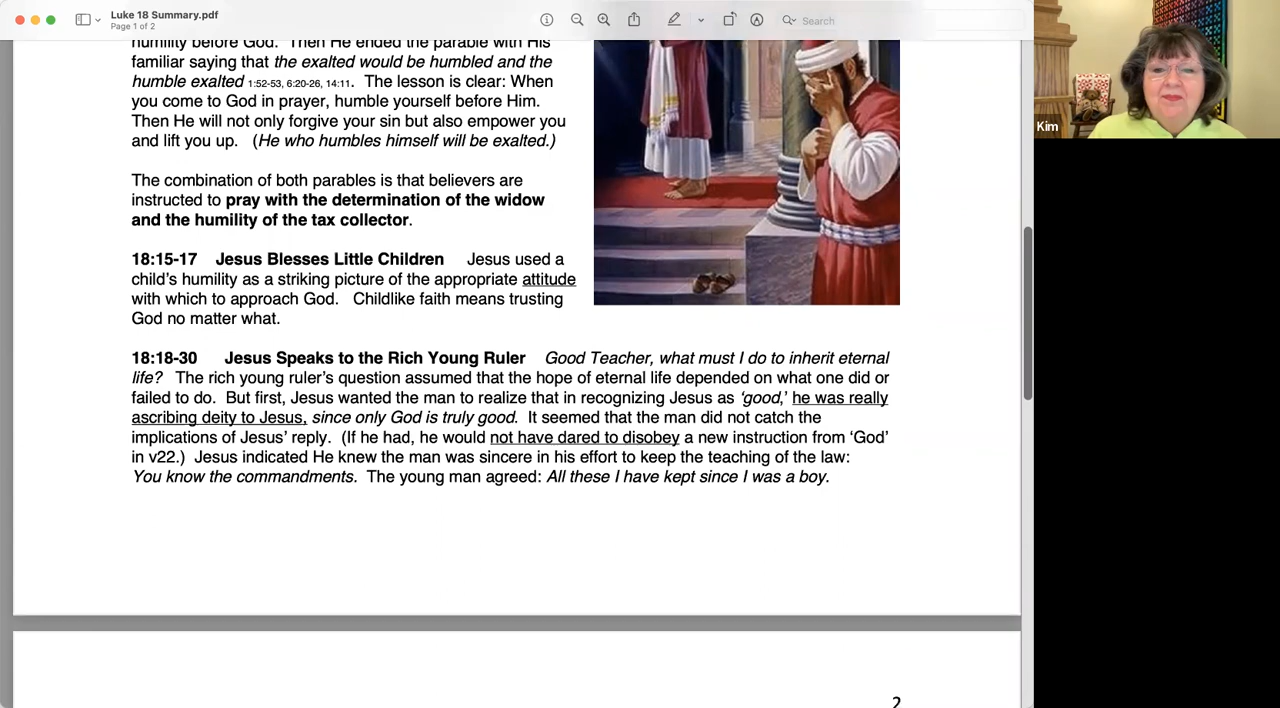 Luke 18 Summary.pdf
Page 1 of 2
Search
Kim
humility before God. Then He ended the parable with His
familiar saying that the exalted would be humbled and the
humble exalted 1:52-53, 6:20-26, 14:11. The lesson is clear: When
you come to God in prayer, humble yourself before Him.
Then He will not only forgive your sin but also empower you
and lift you up. (He who humbles himself will be exalted.)
The combination of both parables is that believers are
instructed to pray with the determination of the widow
and the humility of the tax collector.
18:15-17 Jesus Blesses Little Children Jesus used a
child's humility as a striking picture of the appropriate attitude
with which to approach God. Childlike faith means trusting
God no matter what.
18:18-30 Jesus Speaks to the Rich Young Ruler Good Teacher, what must I do to inherit eternal
life? The rich young ruler's question assumed that the hope of eternal life depended on what one did or
failed to do. But first, Jesus wanted the man to realize that in recognizing Jesus as 'good,' he was really
ascribing deity to Jesus, since only God is truly good. It seemed that the man did not catch the
implications of Jesus' reply. (If he had, he would not have dared to disobey a new instruction from 'God'
in v22.) Jesus indicated He knew the man was sincere in his effort to keep the teaching of the law:
You know the commandments. The young man agreed: All these I have kept since I was a boy.
2